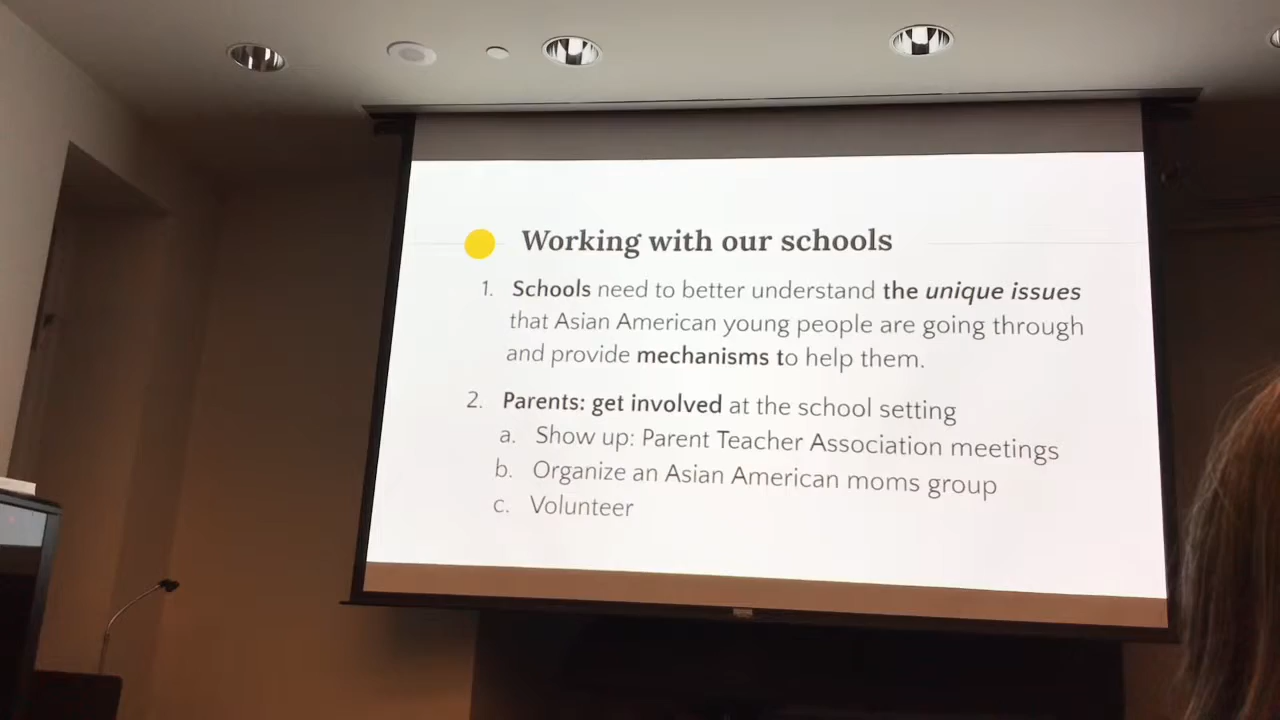 Working with our schools
1. Schools need to better understand the unique issues
that Asian American young people are going through
and provide mechanisms to help them.
2. Parents: get involved at the school setting
a. Show up: Parent Teacher Association meetings
b. Organize an Asian American moms group
c. Volunteer